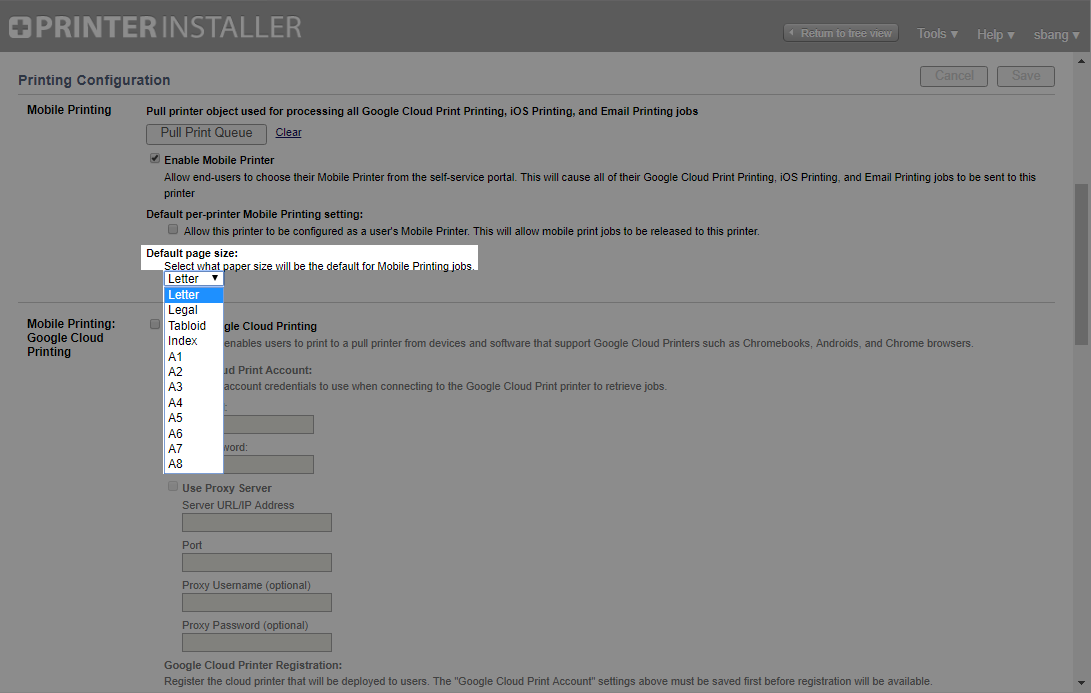 PRINTERINSTALLER
Return to tree view Tools ▼ Help ▼ sbang ▼
Printing Configuration Cancel Save
Mobile Printing
Pull printer object used for processing all Google Cloud Print Printing, iOS Printing, and Email Printing jobs
Pull Print Queue Clear
Enable Mobile Printer
Allow end-users to choose their Mobile Printer from the self-service portal. This will cause all of their Google Cloud Print Printing, iOS Printing, and Email Printing jobs to be sent to this
printer
Default per-printer Mobile Printing setting:
Allow this printer to be configured as a user's Mobile Printer. This will allow mobile print jobs to be released to this printer.
Default page size:
Select what paper size will be the default for Mobile Printing jobs.
Letter ▼
Letter
Legal
Tabloid
Index
A1
A2
A3
A4
A5
A6
A7
A8
Mobile Printing:
Google Cloud
Printing
gle Cloud Printing
enables users to print to a pull printer from devices and software that support Google Cloud Printers such as Chromebooks, Androids, and Chrome browsers.
ud Print Account:
account credentials to use when connecting to the Google Cloud Print printer to retrieve jobs.
word:
Use Proxy Server
Server URL/IP Address
Port
Proxy Username (optional)
Proxy Password (optional)
Google Cloud Printer Registration:
Register the cloud printer that will be deployed to users. The "Google Cloud Print Account" settings above must be saved first before registration will be available.